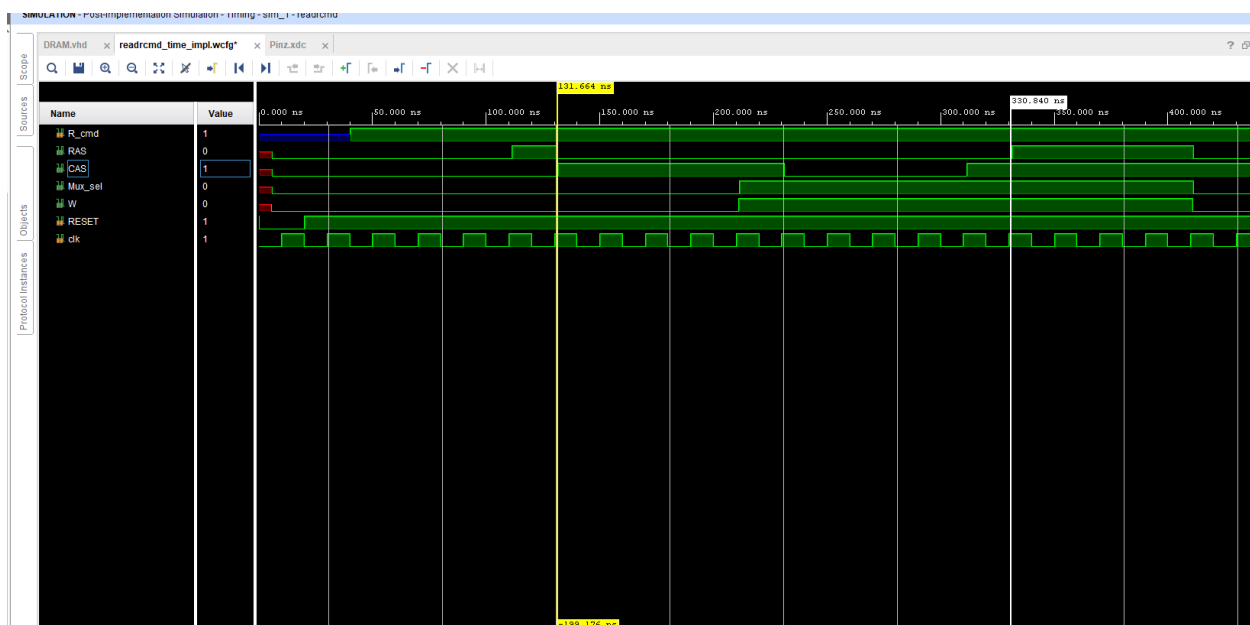 SIMULATION - Post-Implementation Simulation - Timing - sim_1 - readrcmd
DRAM.vhd × readrcmd_time_impl.wcfg* × Pinz.xdc × ?
Scope
Sources
Objects
Protocol Instances
131.664 ns
330.840 ns
Name Value 0.000 ns 50.000 ns 100.000 ns 150.000 ns 200.000 ns 250.000 ns 300.000 ns 350.000 ns 400.000 ns
R_cmd 1
RAS 0
CAS 1
Mux_sel 0
W 0
RESET 1
clk 1
-199.176 ns